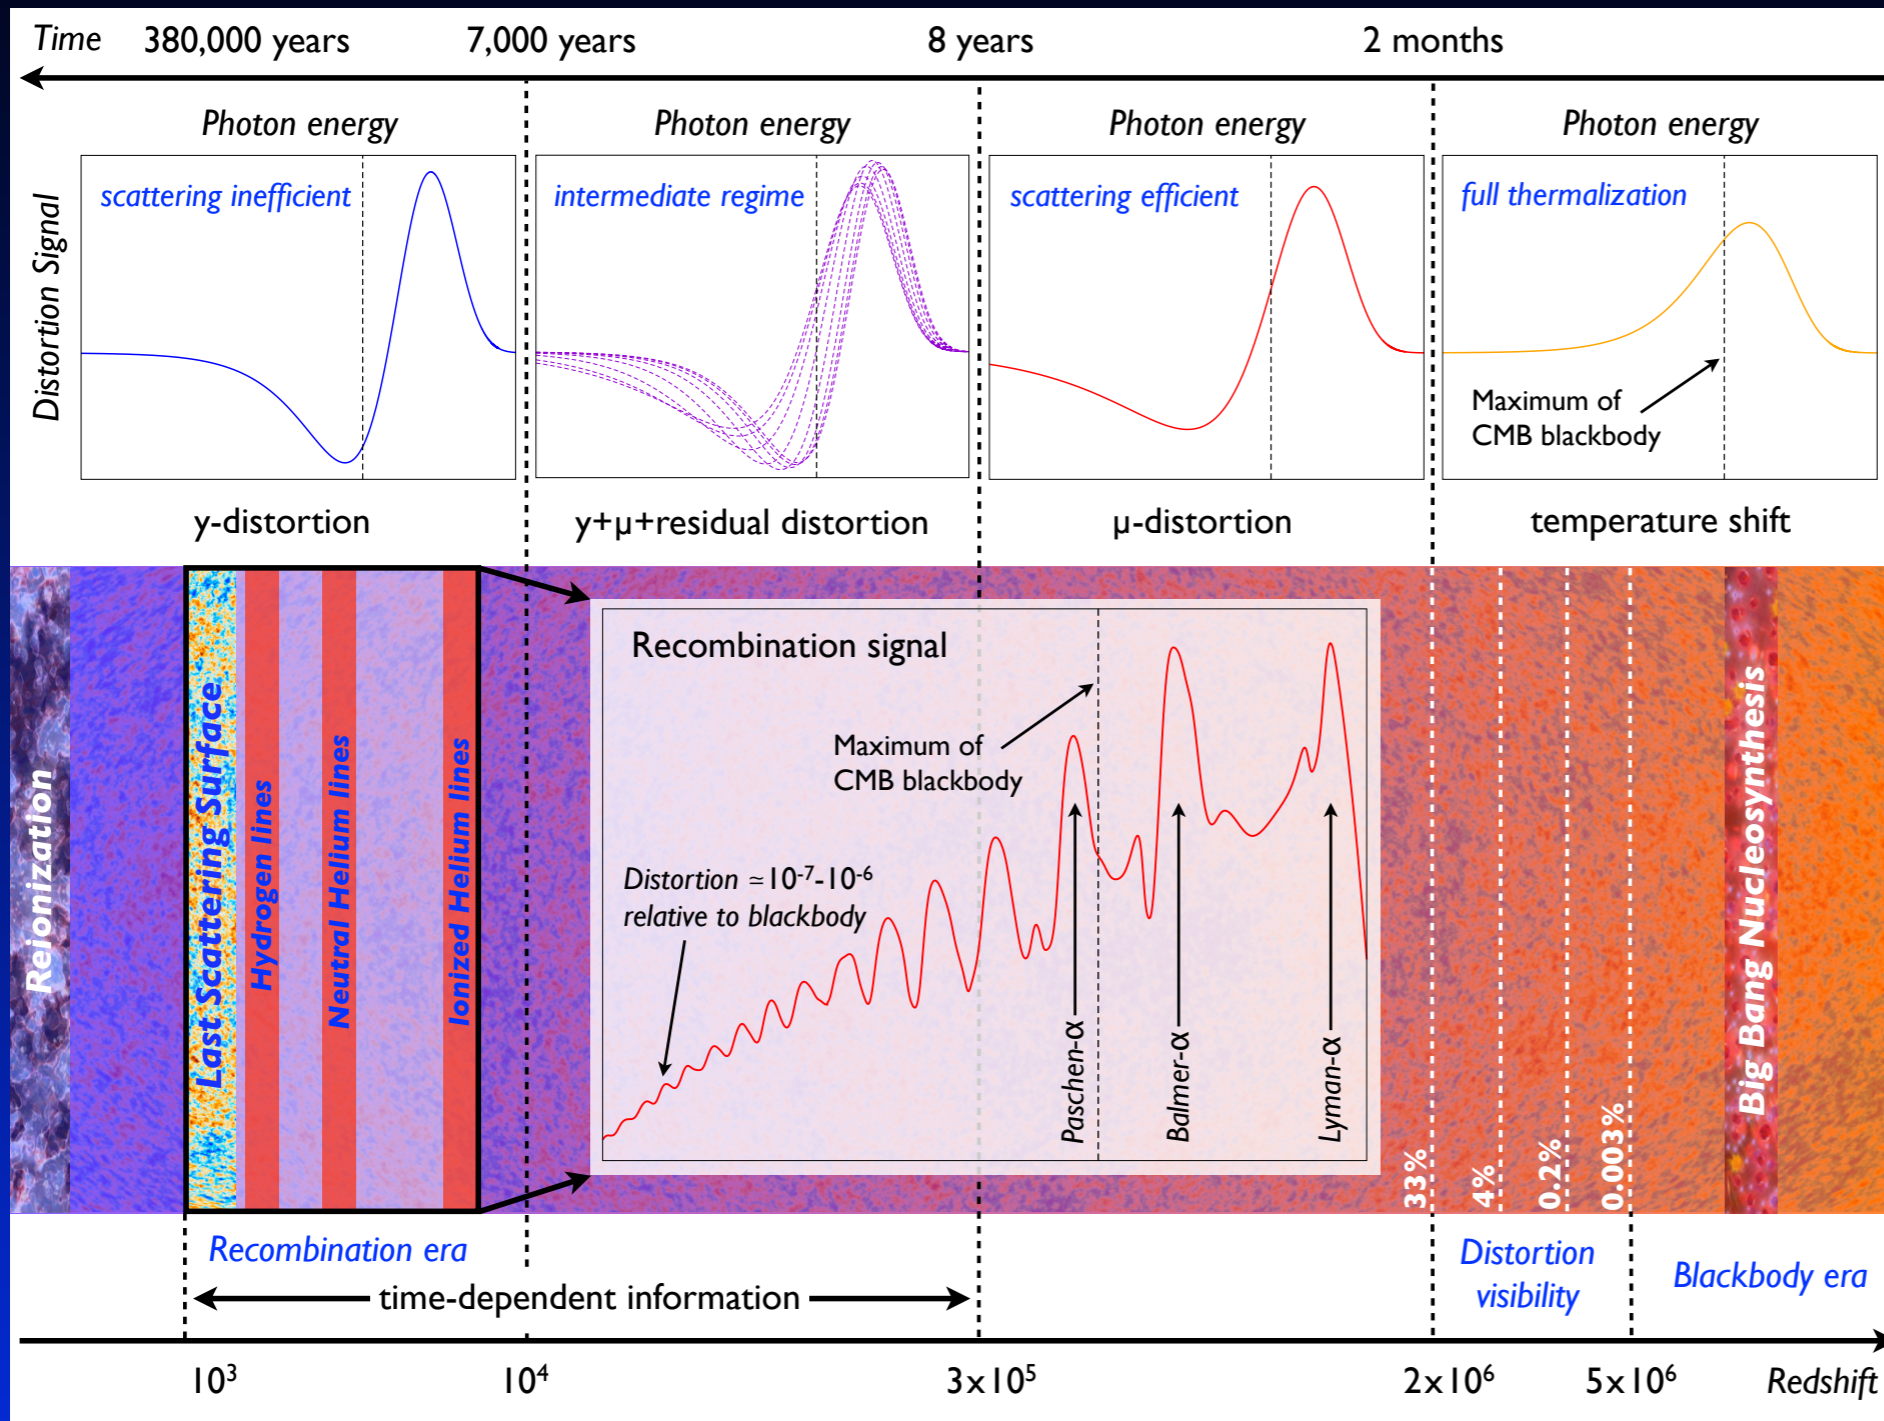 Time 380,000 years 7,000 years 8 years 2 months
Photon energy Photon energy Photon energy Photon energy
Distortion Signal
scattering inefficient
intermediate regime
scattering efficient
full thermalization
Maximum of
CMB blackbody
y-distortion
y+μ+residual distortion
μ-distortion
temperature shift
Reionization
Last Scattering Surface
Hydrogen lines
Neutral Helium lines
Ionized Helium lines
Recombination signal
Maximum of
CMB blackbody
Distortion ≃10⁻⁷-10⁻⁶
relative to blackbody
Paschen-α
Balmer-α
Lyman-α
33%
4%
0.2%
0.003%
Big Bang Nucleosynthesis
Recombination era
time-dependent information
Distortion
visibility
Blackbody era
10³ 10⁴ 3x10⁵ 2x10⁶ 5x10⁶ Redshift